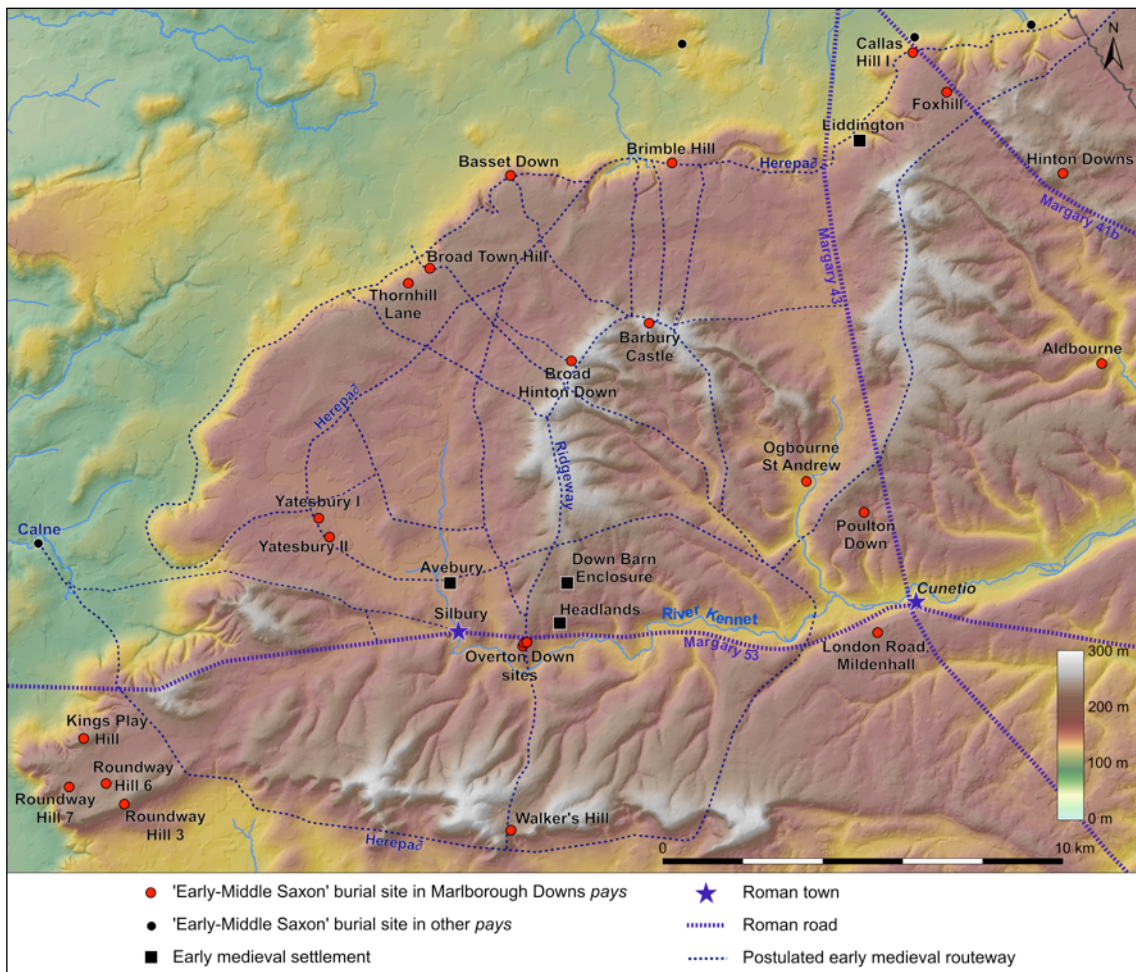 N
Callas
Hill I
Foxhill
Liddington
Brimble Hill
Herepað
Basset Down
Hinton Downs
Margary 41b
Margary 43
Broad Town Hill
Thornhill
Lane
Barbury
Castle
Aldbourne
Broad
Hinton Down
Herepað
Ridgeway
Ogbourne
St Andrew
Yatesbury I
Poulton
Down
Calne
Yatesbury II
Avebury
Down Barn
Enclosure
Cunetio
Silbury
Headlands
River Kennet
Margary 53
London Road,
Mildenhall
Overton Down
sites
300 m
200 m
100 m
0 m
Kings Play
Hill
Roundway
Hill 6
Roundway
Hill 7
Roundway
Hill 3
Walker's Hill
Herepað
0
10 km
'Early-Middle Saxon' burial site in Marlborough Downs pays
Roman town
'Early-Middle Saxon' burial site in other pays
Roman road
Early medieval settlement
Postulated early medieval routeway